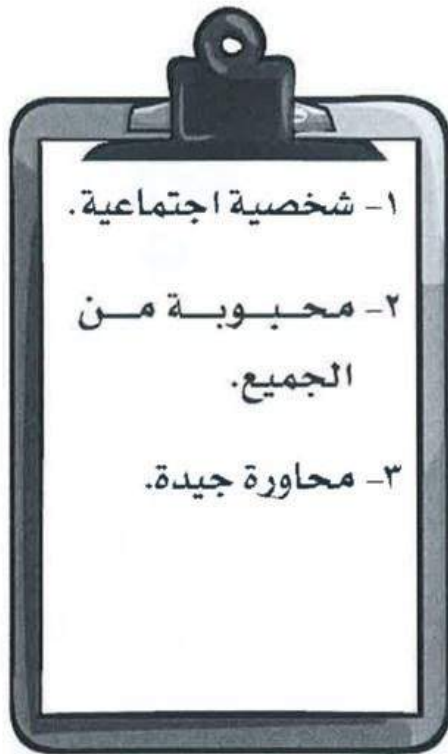 ١- شخصية اجتماعية.
٢- محبوبة من
الجميع.
٣- محاورة جيدة.